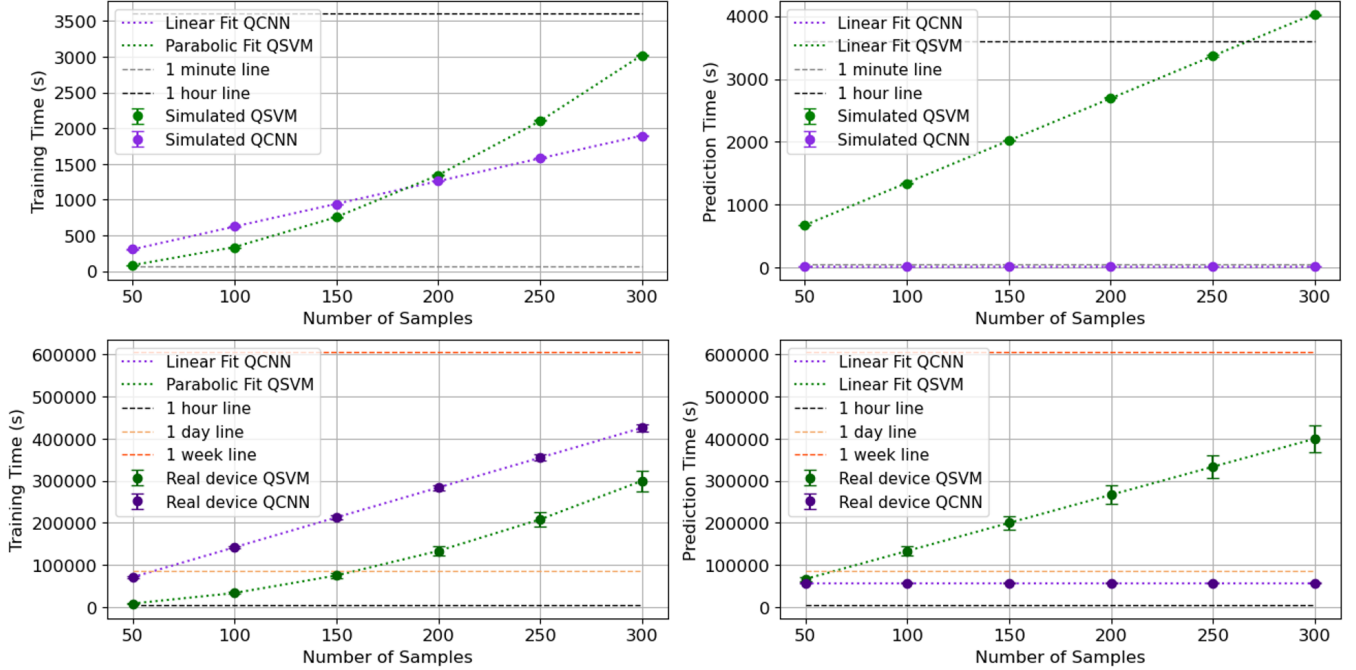 3500
3000
2500
2000
1500
1000
500
0
Training Time (s)
Linear Fit QCNN
Parabolic Fit QSVM
1 minute line
1 hour line
Simulated QSVM
Simulated QCNN
50 100 150 200 250 300
Number of Samples
4000
3000
2000
1000
0
Prediction Time (s)
Linear Fit QCNN
Linear Fit QSVM
1 minute line
1 hour line
Simulated QSVM
Simulated QCNN
50 100 150 200 250 300
Number of Samples
600000
500000
400000
300000
200000
100000
0
Training Time (s)
Linear Fit QCNN
Parabolic Fit QSVM
1 hour line
1 day line
1 week line
Real device QSVM
Real device QCNN
50 100 150 200 250 300
Number of Samples
600000
500000
400000
300000
200000
100000
0
Prediction Time (s)
Linear Fit QCNN
Linear Fit QSVM
1 hour line
1 day line
1 week line
Real device QSVM
Real device QCNN
50 100 150 200 250 300
Number of Samples